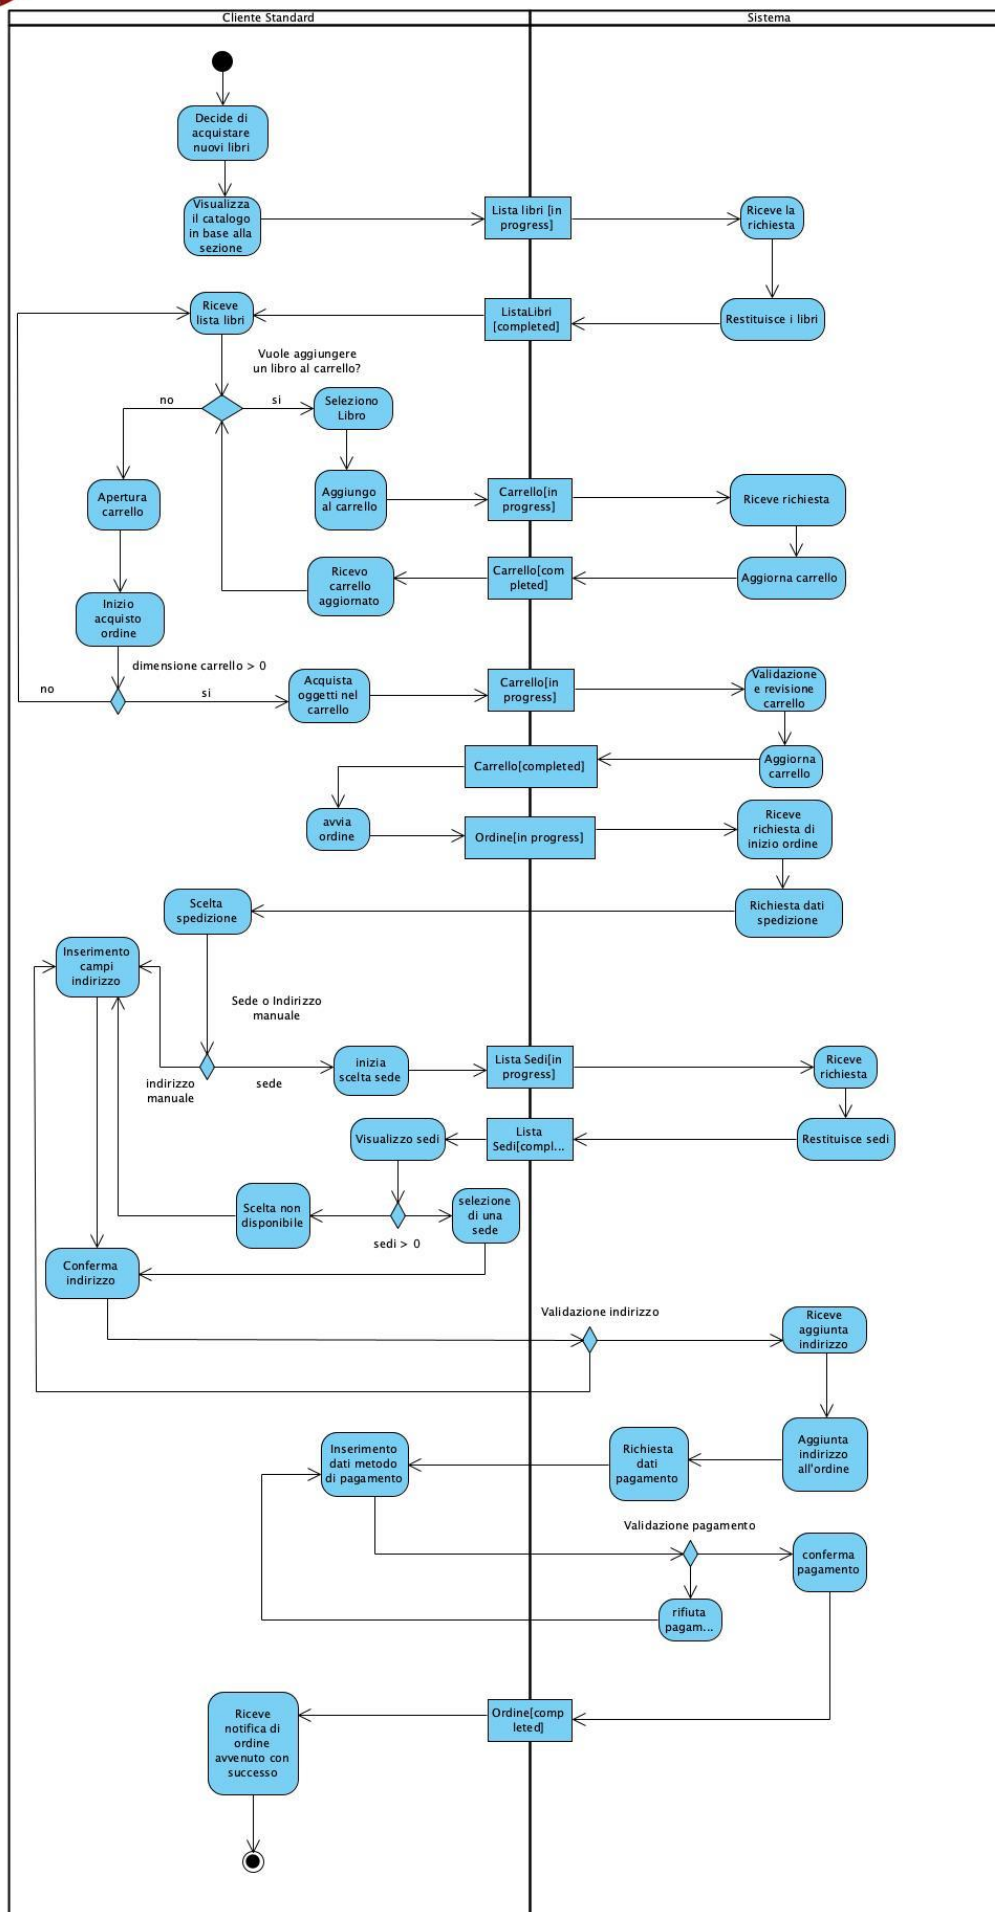 Cliente Standard
Sistema
Decide di
acquistare
nuovi libri
Visualizza
il catalogo
in base alla
sezione
Lista libri [in
progress]
Riceve la
richiesta
Riceve
lista libri
ListaLibri
[completed]
Restituisce i libri
Vuole aggiungere
un libro al carrello?
no
si
Seleziono
Libro
Apertura
carrello
Aggiungo
al carrello
Carrello[in
progress]
Riceve richiesta
Ricevo
carrello
aggiornato
Carrello[com
pleted]
Aggiorna carrello
Inizio
acquisto
ordine
dimensione carrello > 0
no
si
Acquista
oggetti nel
carrello
Carrello[in
progress]
Validazione
e revisione
carrello
Carrello[completed]
Aggiorna
carrello
avvia
ordine
Ordine[in progress]
Riceve
richiesta di
inizio ordine
Scelta
spedizione
Richiesta dati
spedizione
Inserimento
campi
indirizzo
Sede o Indirizzo
manuale
indirizzo
manuale
sede
inizia
scelta sede
Lista Sedi[in
progress]
Riceve
richiesta
Visualizzo sedi
Lista
Sedi[compl...
Restituisce sedi
Scelta non
disponibile
sedi > 0
selezione
di una
sede
Conferma
indirizzo
Validazione indirizzo
Riceve
aggiunta
indirizzo
Inserimento
dati metodo
di pagamento
Richiesta
dati
pagamento
Aggiunta
indirizzo
all'ordine
Validazione pagamento
conferma
pagamento
rifiuta
pagam...
Riceve
notifica di
ordine
avvenuto con
successo
Ordine[comp
leted]